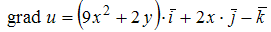 grad u = (9x² + 2y)·i̅ + 2x · j̅ − k̅